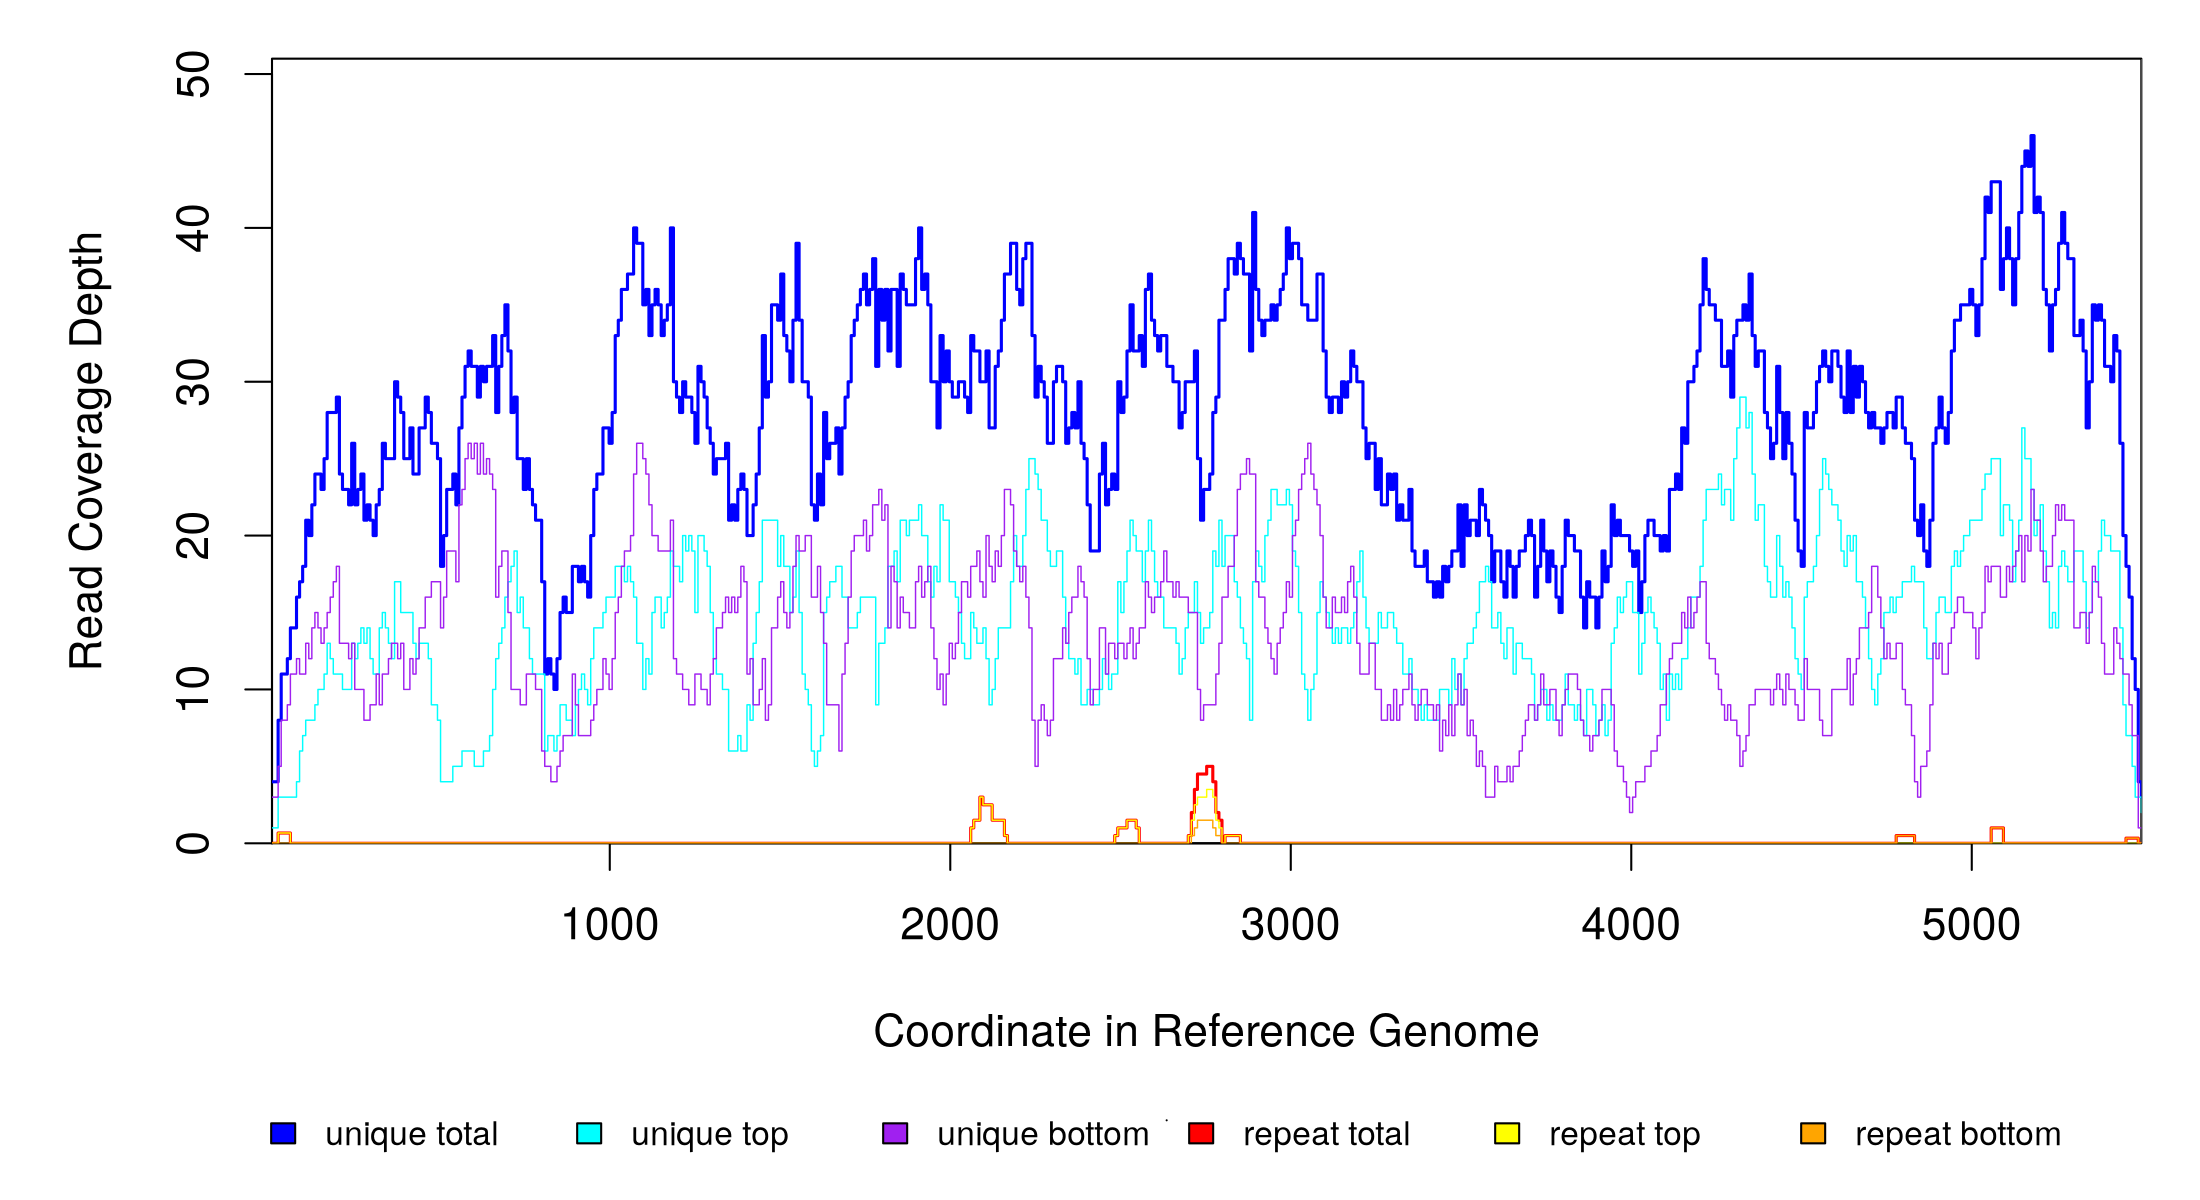 50
40
30
20
10
0
Read Coverage Depth
1000 2000 3000 4000 5000
Coordinate in Reference Genome
unique total unique top unique bottom repeat total repeat top repeat bottom